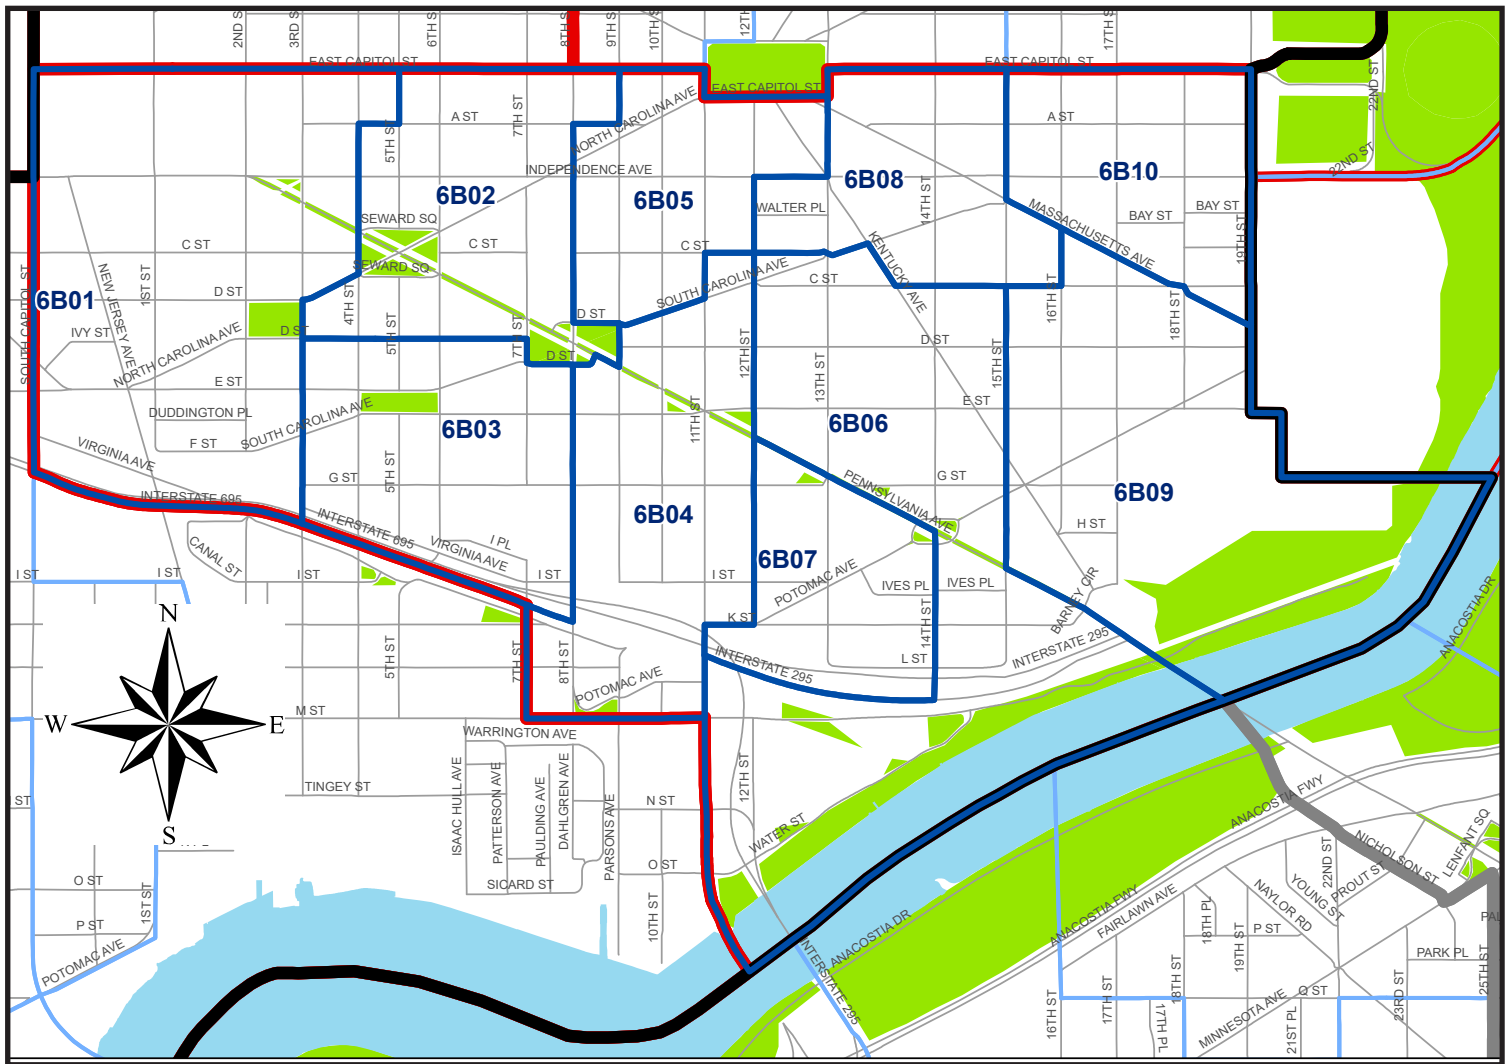 2ND S
3RD S
6TH S
8TH S
9TH S
10TH S
12TH
17TH S
EAST CAPITOL ST
EAST CAPITOL ST
EAST CAPITOL ST
22ND ST
A ST
7TH ST
NORTH CAROLINA AVE
A ST
5TH ST
INDEPENDENCE AVE
22ND ST
6B02
6B05
6B08
6B10
14TH ST
WALTER PL
MASSACHUSETTS AVE
BAY ST
BAY ST
19TH ST
SEWARD SQ
C ST
C ST
C ST
KENTUCKY AVE
SEWARD SQ
SOUTH CAROLINA AVE
C ST
SOUTH CAPITOL ST
6B01
NEW JERSEY AVE
1ST ST
D ST
4TH ST
16TH ST
18TH ST
IVY ST
NORTH CAROLINA AVE
D ST
5TH ST
7TH ST
D ST
D ST
12TH ST
D ST
15TH ST
13TH ST
E ST
E ST
DUDDINGTON PL
SOUTH CAROLINA AVE
F ST
6B03
11TH ST
6B06
VIRGINIA AVE
G ST
5TH ST
PENNSYLVANIA AVE
G ST
6B09
INTERSTATE 695
INTERSTATE 695
6B04
H ST
CANAL ST
VIRGINIA AVE
I PL
6B07
I ST
I ST
I ST
I ST
I ST
POTOMAC AVE
IVES PL
IVES PL
BARNEY CIR
ANACOSTIA DR
N
K ST
14TH ST
5TH ST
7TH ST
8TH ST
INTERSTATE 295
L ST
INTERSTATE 295
POTOMAC AVE
W
E
M ST
WARRINGTON AVE
ISAAC HULL AVE
PATTERSON AVE
PAULDING AVE
DAHLGREN AVE
PARSONS AVE
12TH ST
TINGEY ST
ST
N ST
WATER ST
ANACOSTIA FWY
S
NICHOLSON ST
LENFANT SQ
O ST
O ST
SICARD ST
22ND ST
PROUT ST
YOUNG ST
NAYLOR RD
1ST ST
P ST
10TH ST
ANACOSTIA DR
ANACOSTIA FWY
FAIRLAWN AVE
18TH PL
19TH ST
P ST
PAL
POTOMAC AVE
PARK PL
INTERSTATE 295
16TH ST
17TH ST
18TH ST
17TH PL
MINNESOTA AVE
Q ST
21ST PL
23RD ST
25TH ST